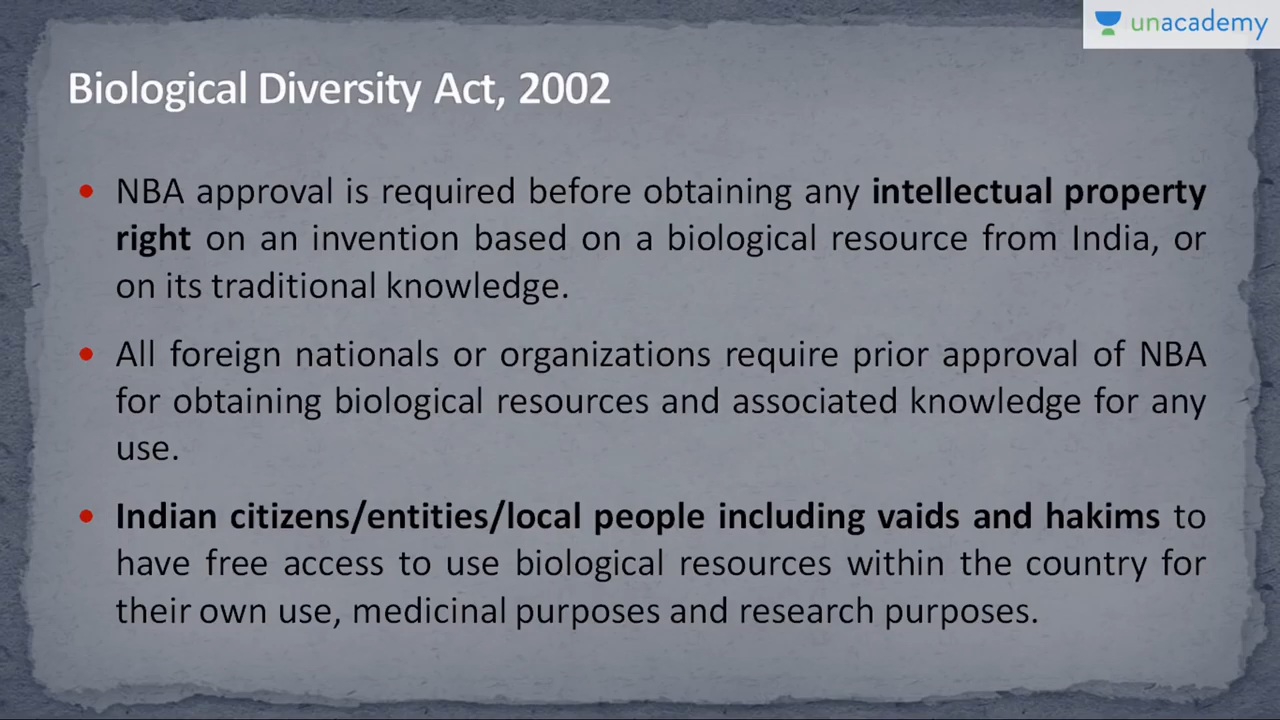 unacademy
Biological Diversity Act, 2002
• NBA approval is required before obtaining any intellectual property
right on an invention based on a biological resource from India, or
on its traditional knowledge.
• All foreign nationals or organizations require prior approval of NBA
for obtaining biological resources and associated knowledge for any
use.
• Indian citizens/entities/local people including vaids and hakims to
have free access to use biological resources within the country for
their own use, medicinal purposes and research purposes.